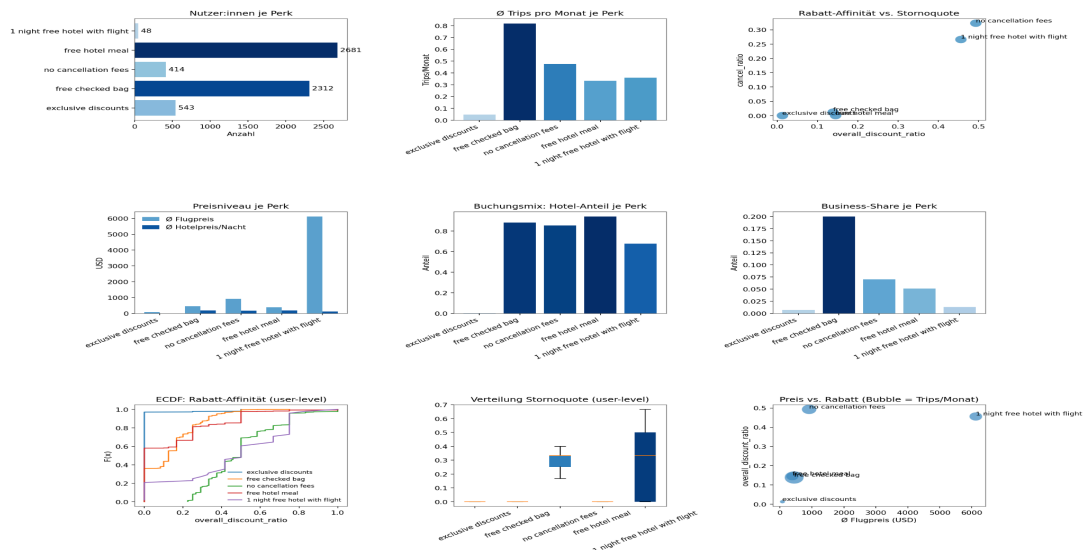 Nutzer:innen je Perk
1 night free hotel with flight
free hotel meal
no cancellation fees
free checked bag
exclusive discounts
48
2681
414
2312
543
0 500 1000 1500 2000 2500
Anzahl
Ø Trips pro Monat je Perk
Trips/Monat
0.8
0.7
0.6
0.5
0.4
0.3
0.2
0.1
0.0
exclusive discounts
free checked bag
no cancellation fees
free hotel meal
1 night free hotel with flight
Rabatt-Affinität vs. Stornoquote
cancel_ratio
0.30
0.25
0.20
0.15
0.10
0.05
0.00
no cancellation fees
1 night free hotel with flight
free checked bag
exclusive discounts
free hotel meal
0.0 0.1 0.2 0.3 0.4 0.5
overall_discount_ratio
Preisniveau je Perk
Ø Flugpreis
Ø Hotelpreis/Nacht
USD
6000
5000
4000
3000
2000
1000
0
exclusive discounts
free checked bag
no cancellation fees
free hotel meal
1 night free hotel with flight
Buchungsmix: Hotel-Anteil je Perk
Anteil
0.8
0.6
0.4
0.2
0.0
exclusive discounts
free checked bag
no cancellation fees
free hotel meal
1 night free hotel with flight
Business-Share je Perk
Anteil
0.200
0.175
0.150
0.125
0.100
0.075
0.050
0.025
0.000
exclusive discounts
free checked bag
no cancellation fees
free hotel meal
1 night free hotel with flight
ECDF: Rabatt-Affinität (user-level)
F(x)
1.0
0.8
0.6
0.4
0.2
0.0
exclusive discounts
free checked bag
no cancellation fees
free hotel meal
1 night free hotel with flight
0.0 0.2 0.4 0.6 0.8 1.0
overall_discount_ratio
Verteilung Stornoquote (user-level)
0.7
0.6
0.5
0.4
0.3
0.2
0.1
0.0
exclusive discounts
free checked bag
no cancellation fees
free hotel meal
1 night free hotel with flight
Preis vs. Rabatt (Bubble = Trips/Monat)
overall_discount_ratio
0.5
0.4
0.3
0.2
0.1
0.0
no cancellation fees
1 night free hotel with flight
free hotel meal
free checked bag
exclusive discounts
0 1000 2000 3000 4000 5000 6000
Ø Flugpreis (USD)